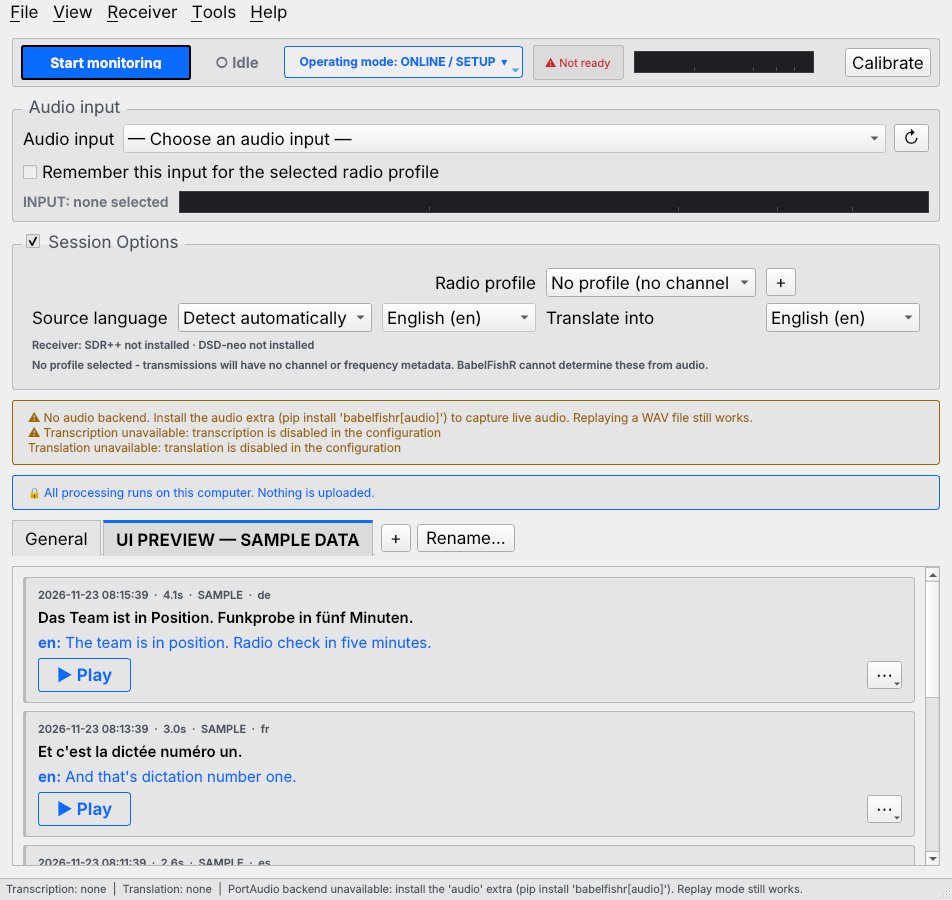 File View Receiver Tools Help
Start monitoring Idle Operating mode: ONLINE / SETUP ▾ ⚠ Not ready Calibrate
Audio input
Audio input — Choose an audio input —
Remember this input for the selected radio profile
INPUT: none selected
Session Options
Radio profile No profile (no channel +
Source language Detect automatically English (en) Translate into English (en)
Receiver: SDR++ not installed · DSD-neo not installed
No profile selected - transmissions will have no channel or frequency metadata. BabelFishR cannot determine these from audio.
⚠ No audio backend. Install the audio extra (pip install 'babelfishr[audio]') to capture live audio. Replaying a WAV file still works.
⚠ Transcription unavailable: transcription is disabled in the configuration
Translation unavailable: translation is disabled in the configuration
🔒 All processing runs on this computer. Nothing is uploaded.
General UI PREVIEW — SAMPLE DATA + Rename...
2026-11-23 08:15:39 · 4.1s · SAMPLE · de
Das Team ist in Position. Funkprobe in fünf Minuten.
en: The team is in position. Radio check in five minutes.
▶ Play ...
2026-11-23 08:13:39 · 3.0s · SAMPLE · fr
Et c'est la dictée numéro un.
en: And that's dictation number one.
▶ Play ...
2026-11-23 08:11:39 · 2.6s · SAMPLE · es
Transcription: none | Translation: none | PortAudio backend unavailable: install the 'audio' extra (pip install 'babelfishr[audio]'). Replay mode still works.